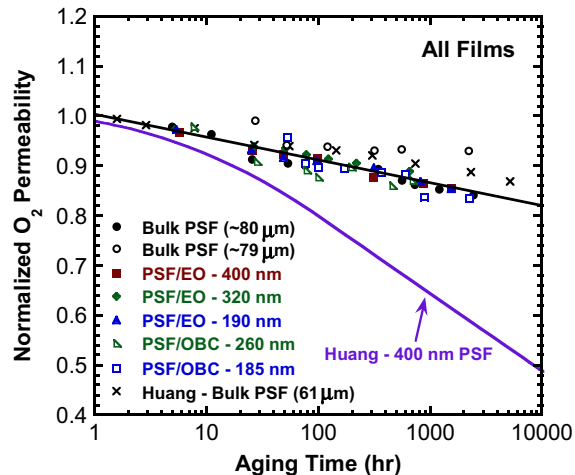 1.2
1.1
1.0
0.9
0.8
0.7
0.6
0.5
0.4
Normalized O2 Permeability
All Films
Bulk PSF (~80 μm)
Bulk PSF (~79 μm)
PSF/EO - 400 nm
PSF/EO - 320 nm
PSF/EO - 190 nm
PSF/OBC - 260 nm
PSF/OBC - 185 nm
Huang - Bulk PSF (61 μm)
Huang - 400 nm PSF
1 10 100 1000 10000
Aging Time (hr)